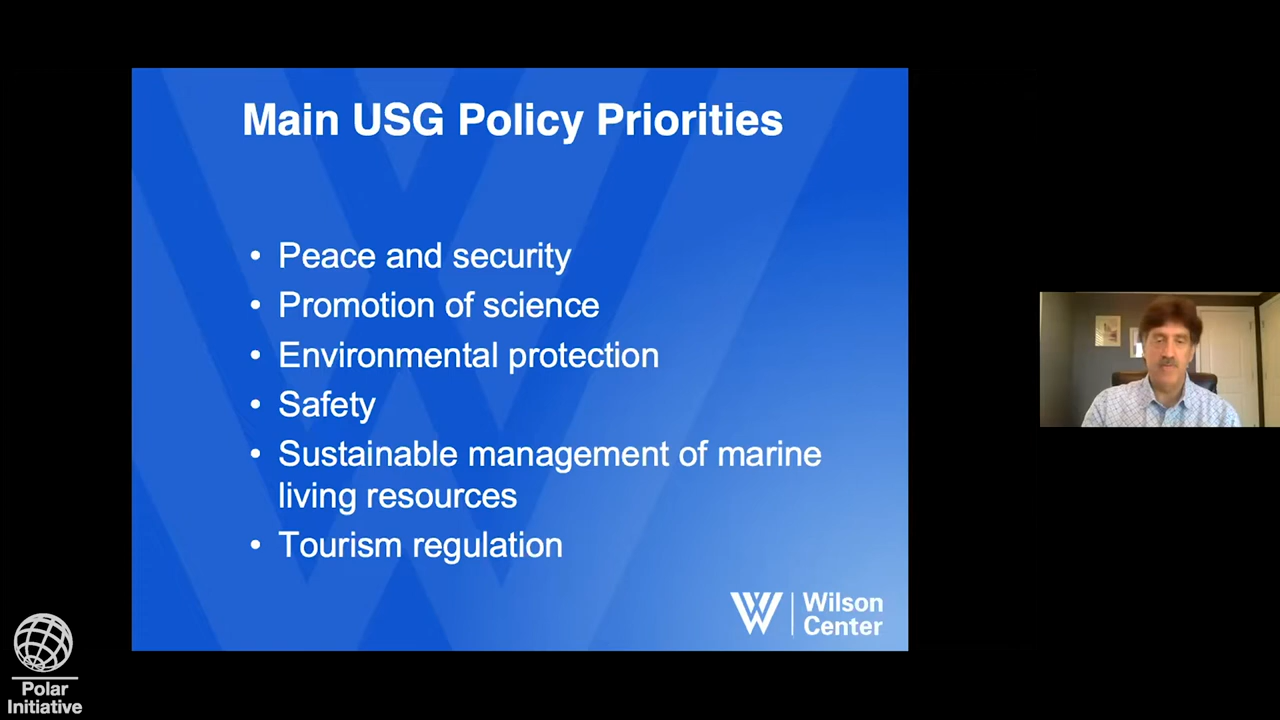 Main USG Policy Priorities
• Peace and security
• Promotion of science
• Environmental protection
• Safety
• Sustainable management of marine
living resources
• Tourism regulation
Wilson
Center
Polar
Initiative